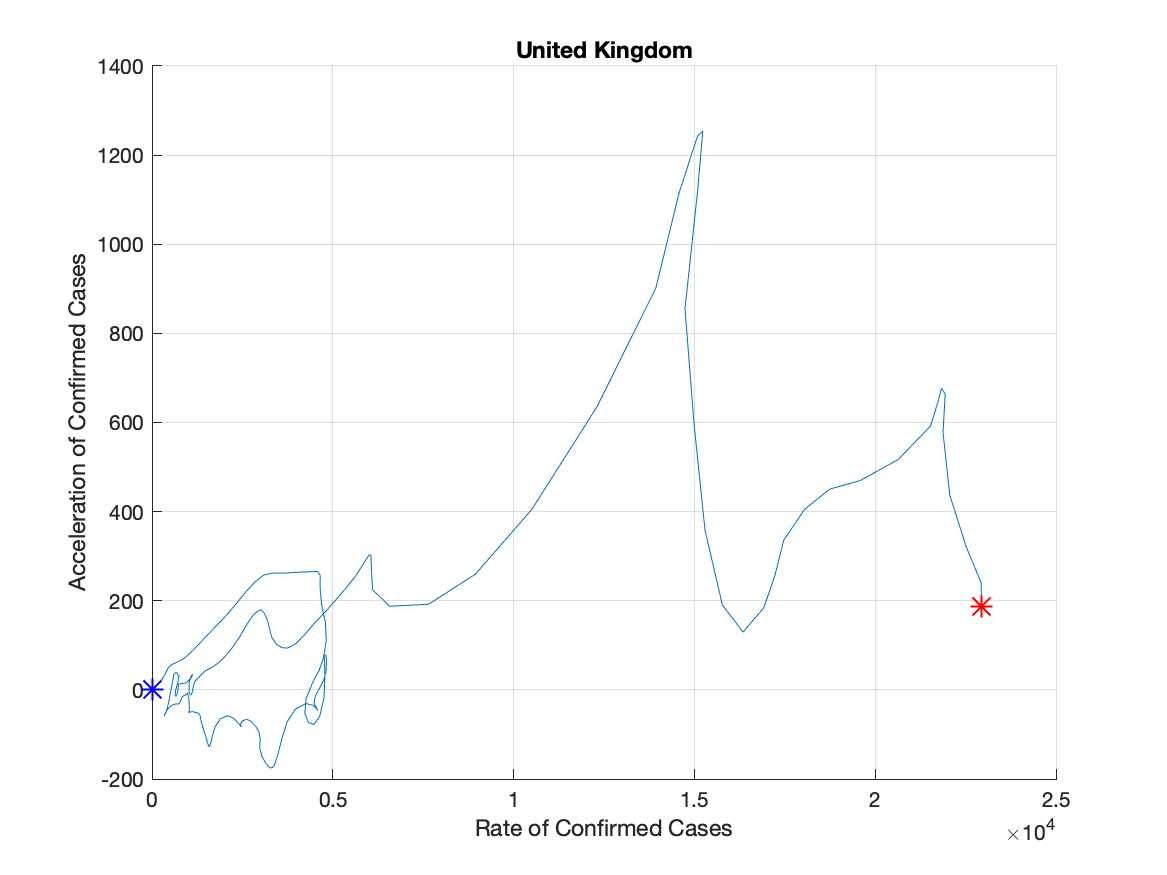 United Kingdom
1400
1200
1000
800
600
400
200
0
-200
Acceleration of Confirmed Cases
0 0.5 1 1.5 2 2.5
Rate of Confirmed Cases
×10⁴